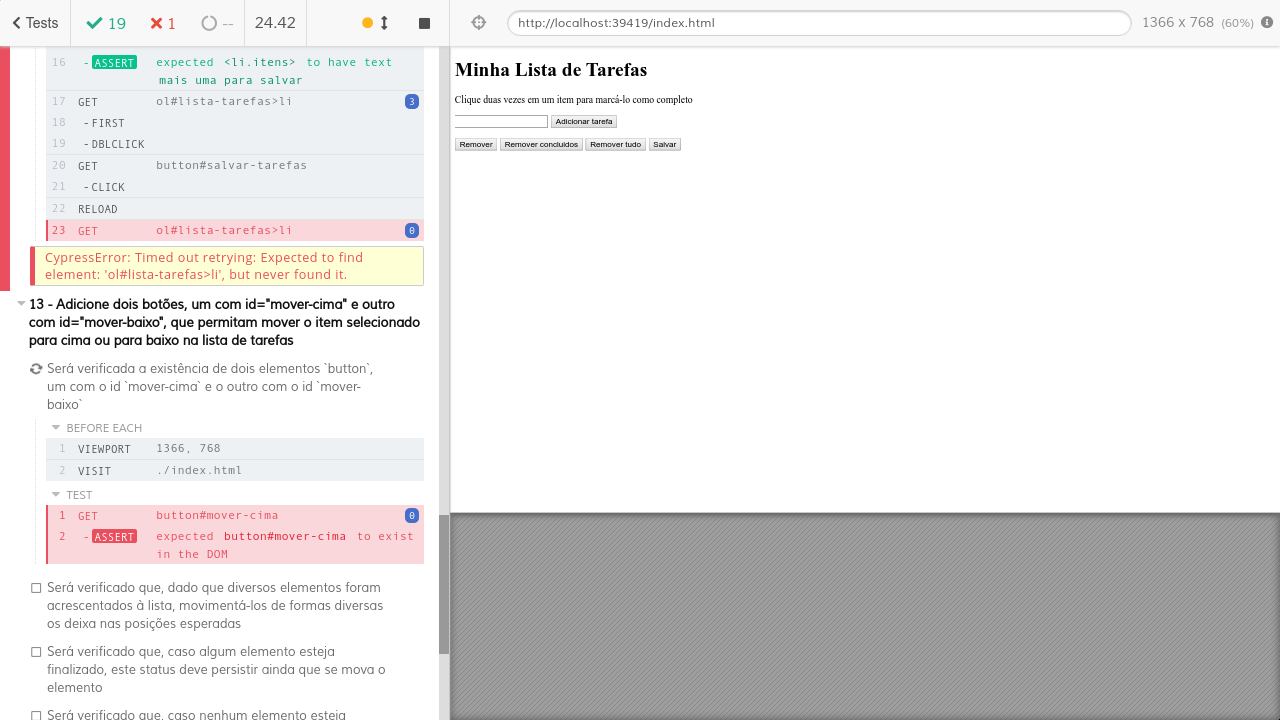 Tests
19
1
--
24.42
http://localhost:39419/index.html
1366 x 768 (60%)
16 - ASSERT expected <li.itens> to have text
mais uma para salvar
17 GET ol#lista-tarefas>li 3
18 - FIRST
19 - DBLCLICK
20 GET button#salvar-tarefas
21 - CLICK
22 RELOAD
23 GET ol#lista-tarefas>li 0
CypressError: Timed out retrying: Expected to find
element: 'ol#lista-tarefas>li', but never found it.
13 - Adicione dois botões, um com id="mover-cima" e outro
com id="mover-baixo", que permitam mover o item selecionado
para cima ou para baixo na lista de tarefas
Será verificada a existência de dois elementos `button`,
um com o id `mover-cima` e o outro com o id `mover-
baixo`
BEFORE EACH
1 VIEWPORT 1366, 768
2 VISIT ./index.html
TEST
1 GET button#mover-cima 0
2 - ASSERT expected button#mover-cima to exist
in the DOM
Será verificado que, dado que diversos elementos foram
acrescentados à lista, movimentá-los de formas diversas
os deixa nas posições esperadas
Será verificado que, caso algum elemento esteja
finalizado, este status deve persistir ainda que se mova o
elemento
Será verificado que, caso nenhum elemento esteja
Minha Lista de Tarefas
Clique duas vezes em um item para marcá-lo como completo
Adicionar tarefa
Remover Remover concluidos Remover tudo Salvar